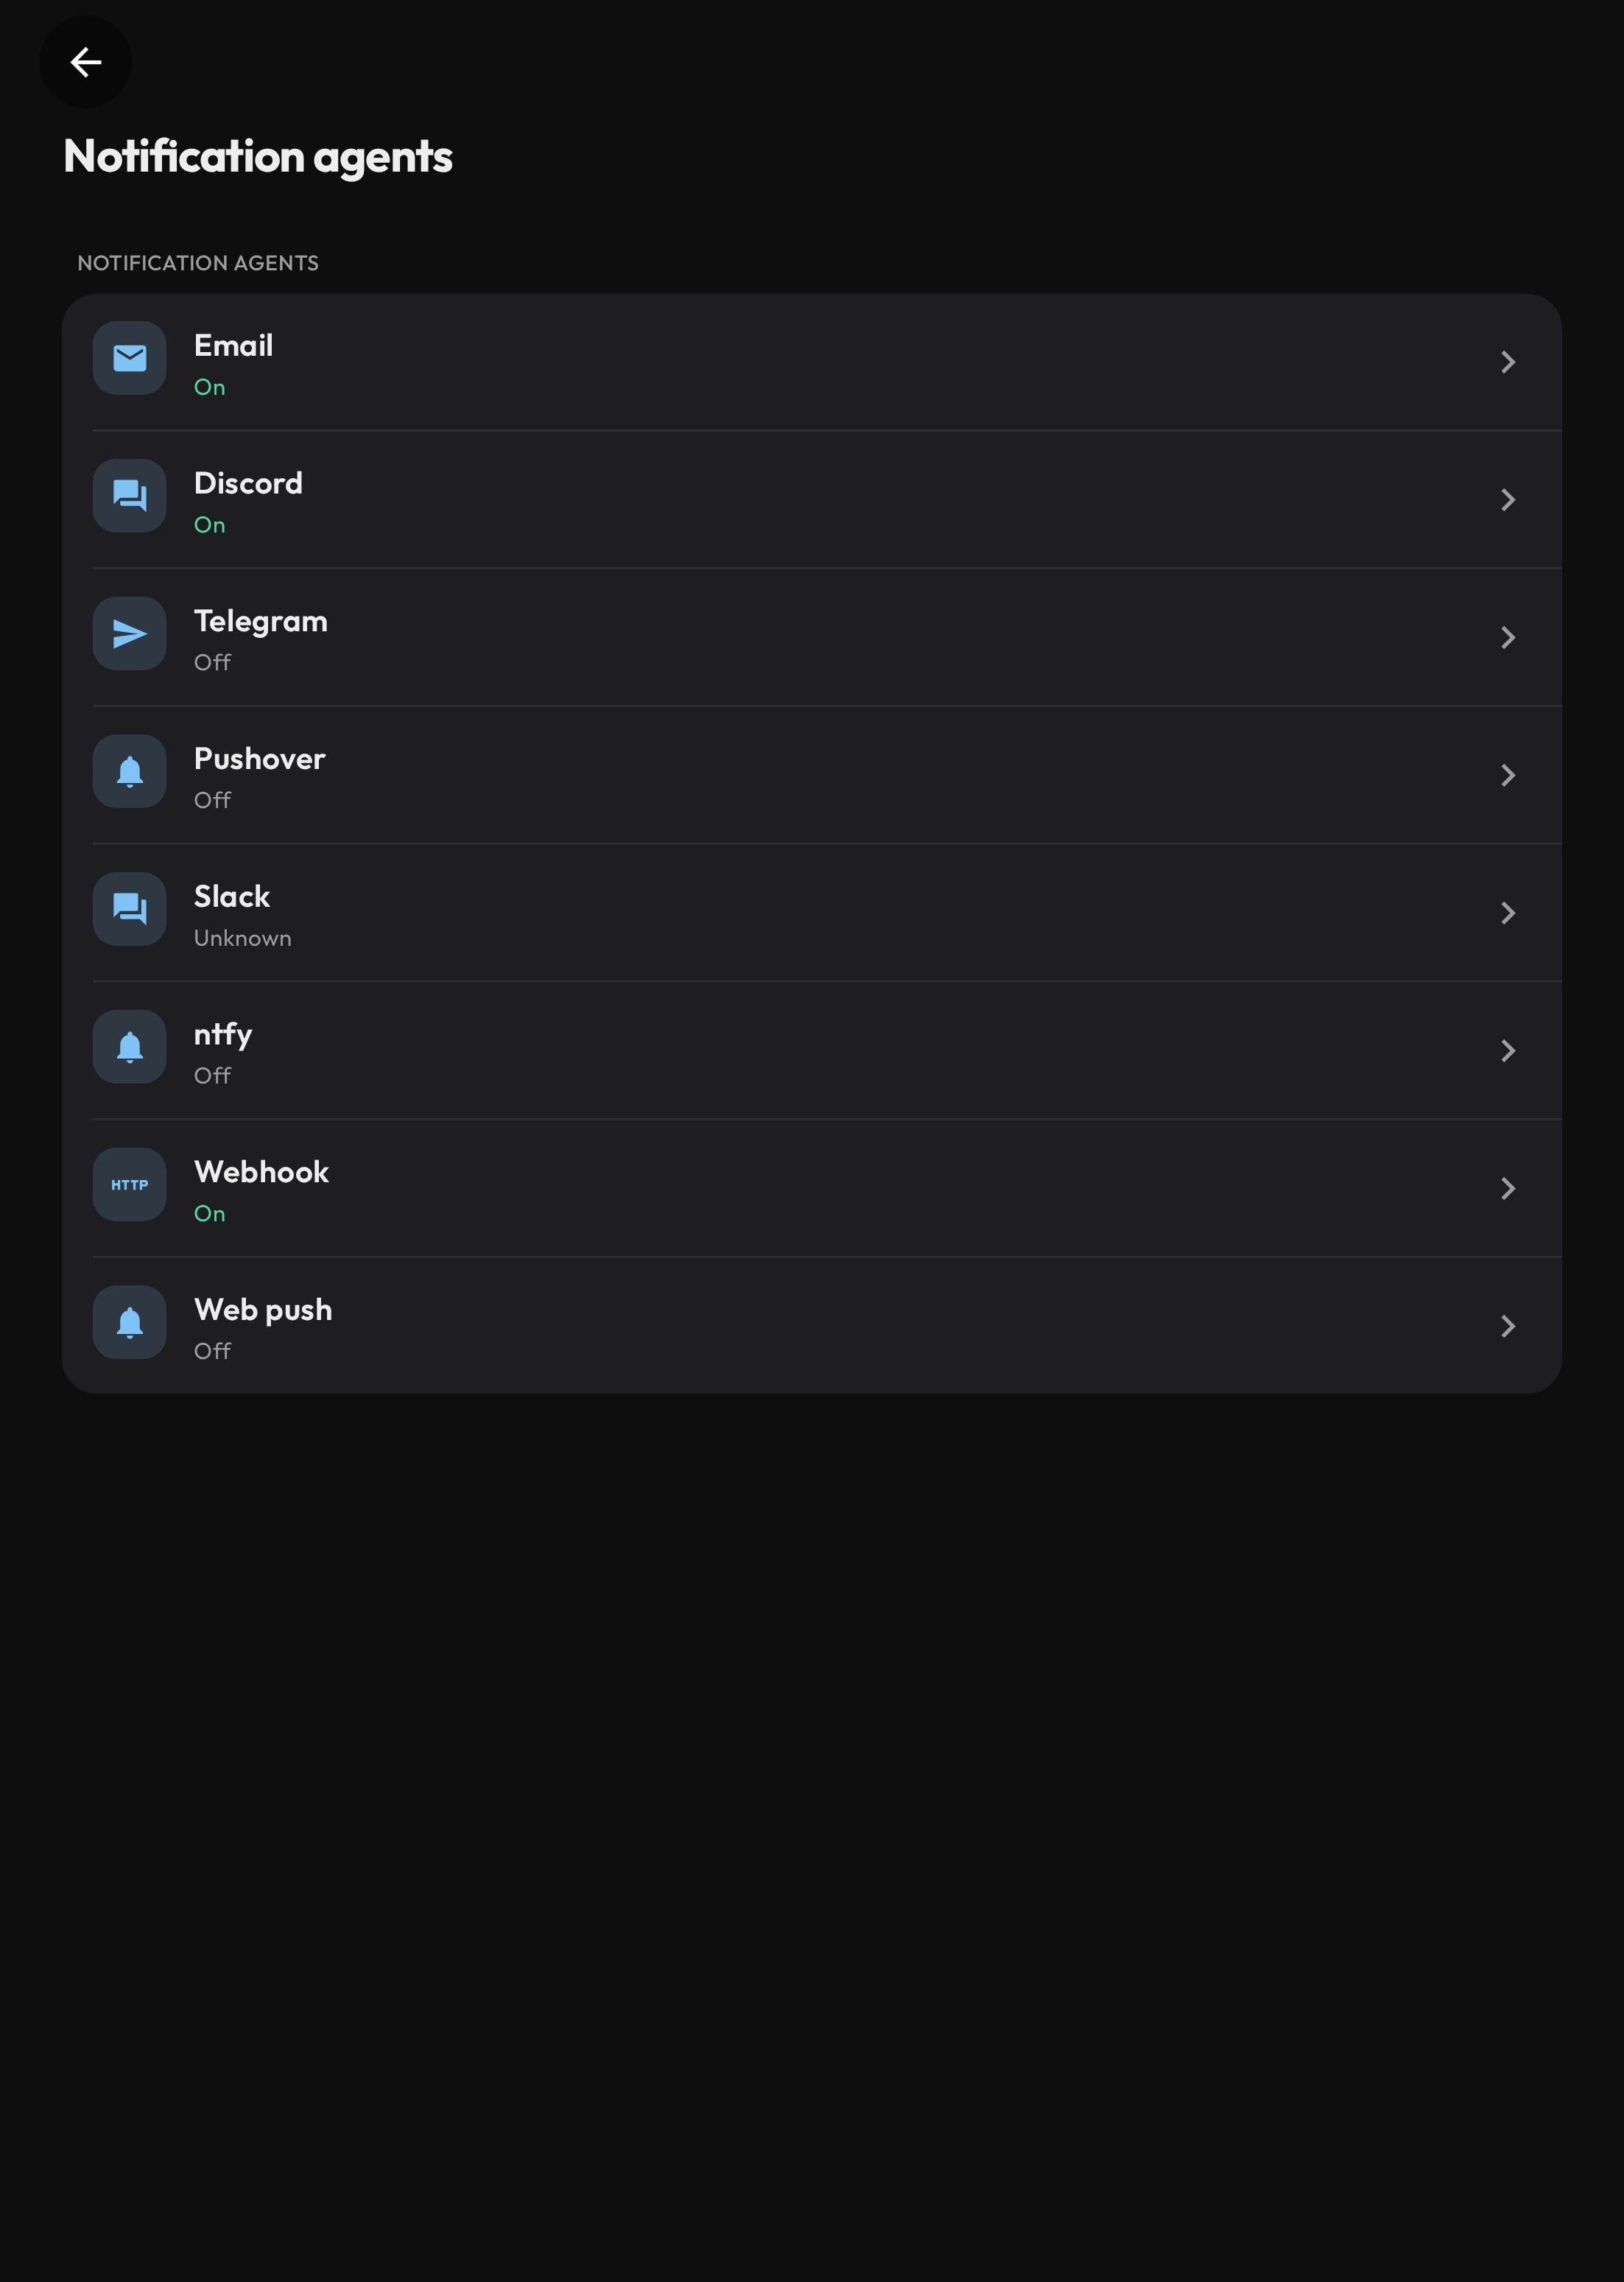 Notification agents
NOTIFICATION AGENTS
Email
On
Discord
On
Telegram
Off
Pushover
Off
Slack
Unknown
ntfy
Off
HTTP
Webhook
On
Web push
Off